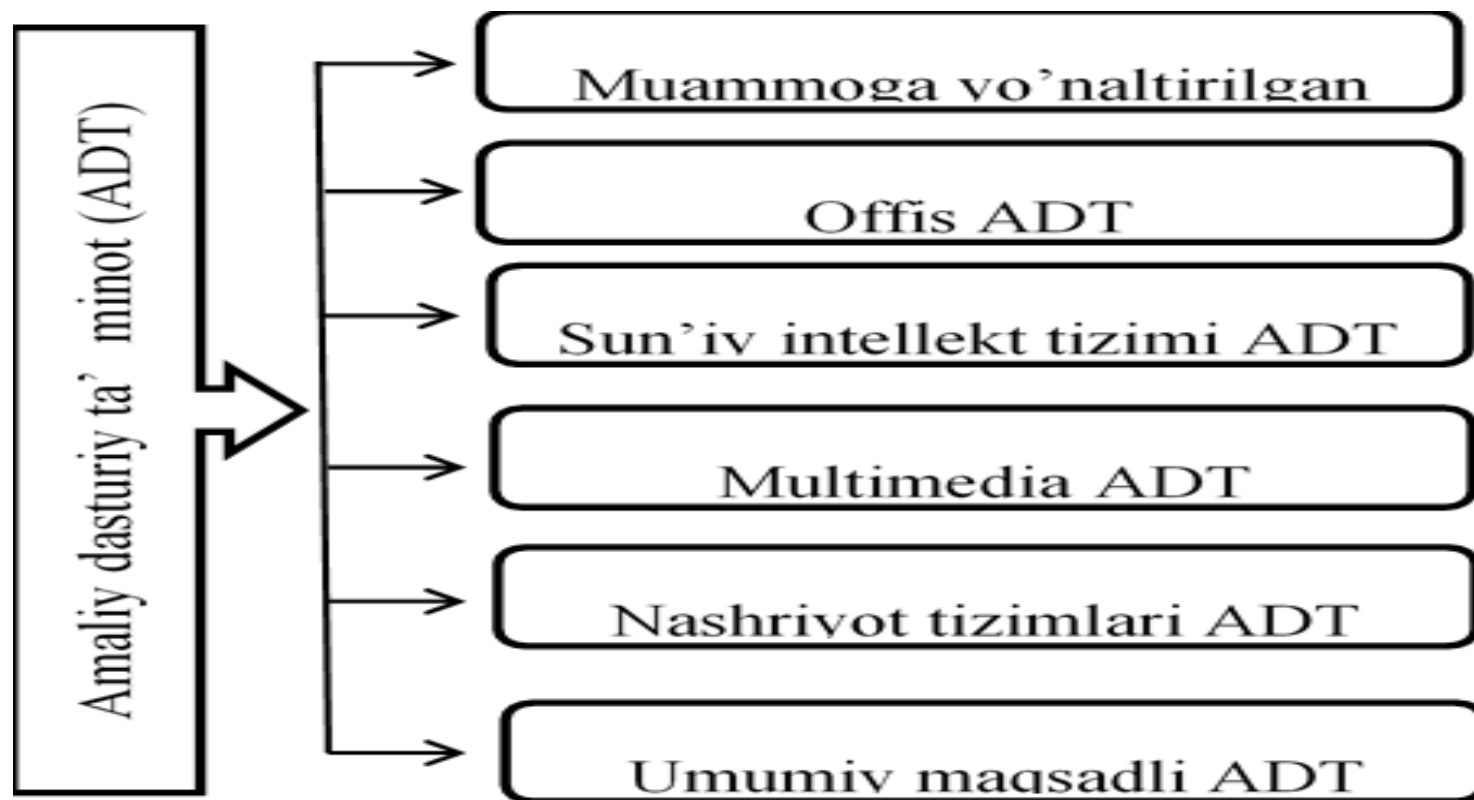 Amaliy dasturiy ta’ minot (ADT)
Muammoga yo’naltirilgan
Offis ADT
Sun’iy intellekt tizimi ADT
Multimedia ADT
Nashriyot tizimlari ADT
Umumiy maqsadli ADT